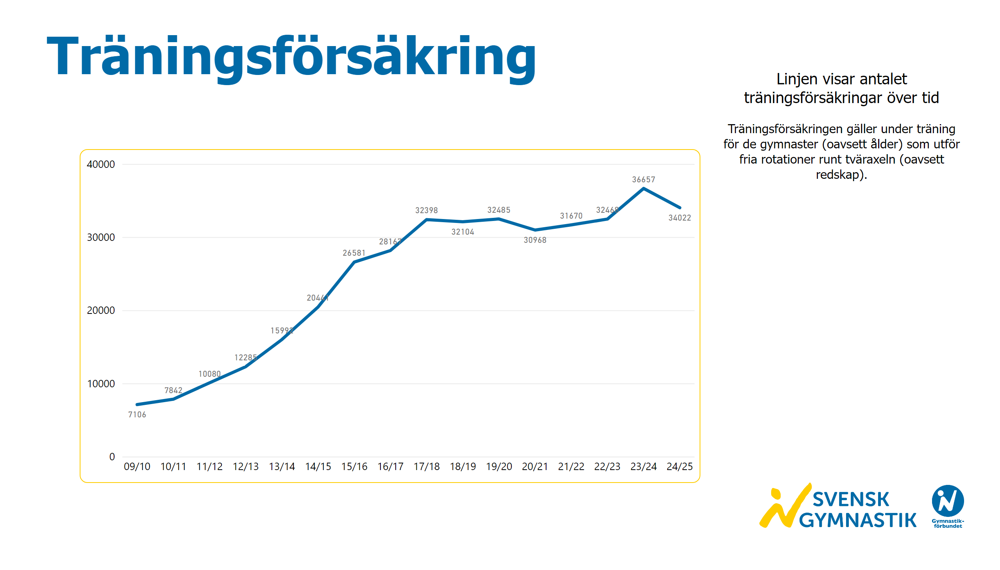 Träningsförsäkring
Linjen visar antalet
träningsförsäkringar över tid
Träningsförsäkringen gäller under träning
för de gymnaster (oavsett ålder) som utför
fria rotationer runt tväraxeln (oavsett
redskap).
40000
30000
20000
10000
0
7106
7842
10080
12285
15992
20441
26581
28167
32398
32104
32485
30968
31670
32468
36657
34022
09/10 10/11 11/12 12/13 13/14 14/15 15/16 16/17 17/18 18/19 19/20 20/21 21/22 22/23 23/24 24/25
SVENSK
GYMNASTIK
Gymnastik-
förbundet